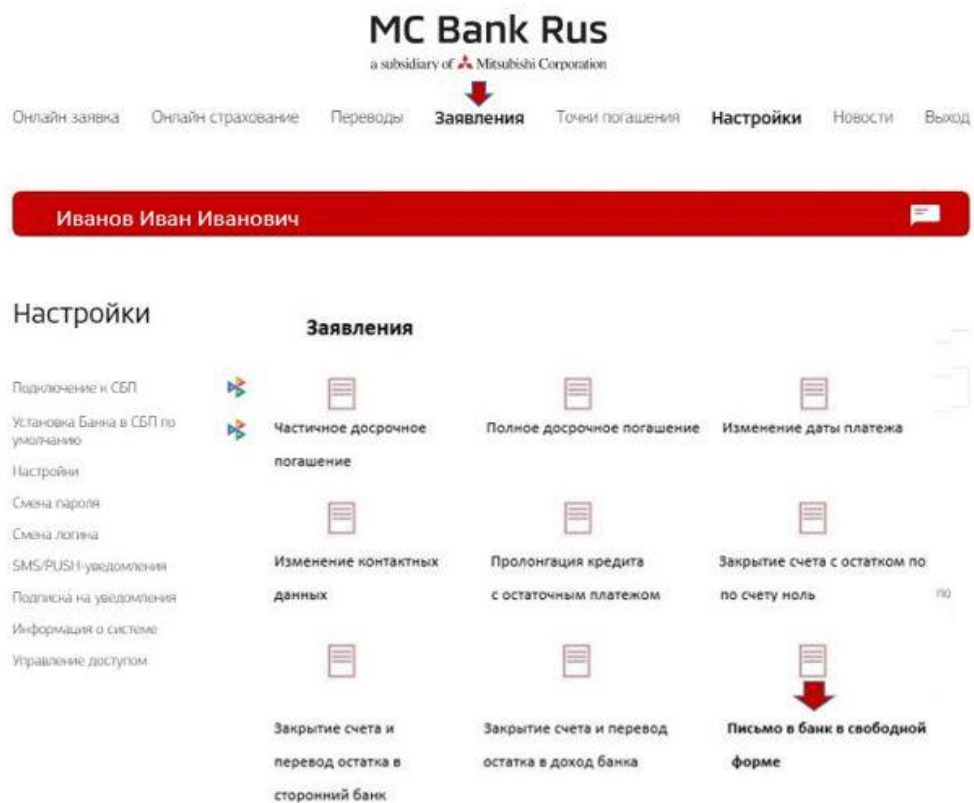 MC Bank Rus
a subsidiary of Mitsubishi Corporation
Онлайн заявка Онлайн страхование Переводы Заявления Точки погашения Настройки Новости Выход
Иванов Иван Иванович
Настройки
Заявления
Подключение к СБП
Установка Банка в СБП по
умолчанию
Настройки
Смена пароля
Смена логина
SMS/PUSH-уведомления
Подписка на уведомления
Информация о системе
Управление доступом
Частичное досрочное
погашение
Полное досрочное погашение
Изменение даты платежа
Изменение контактных
данных
Пролонгация кредита
с остаточным платежом
Закрытие счета с остатком по
по счету ноль
по
Закрытие счета и
перевод остатка в
сторонний банк
Закрытие счета и перевод
остатка в доход банка
Письмо в банк в свободной
форме